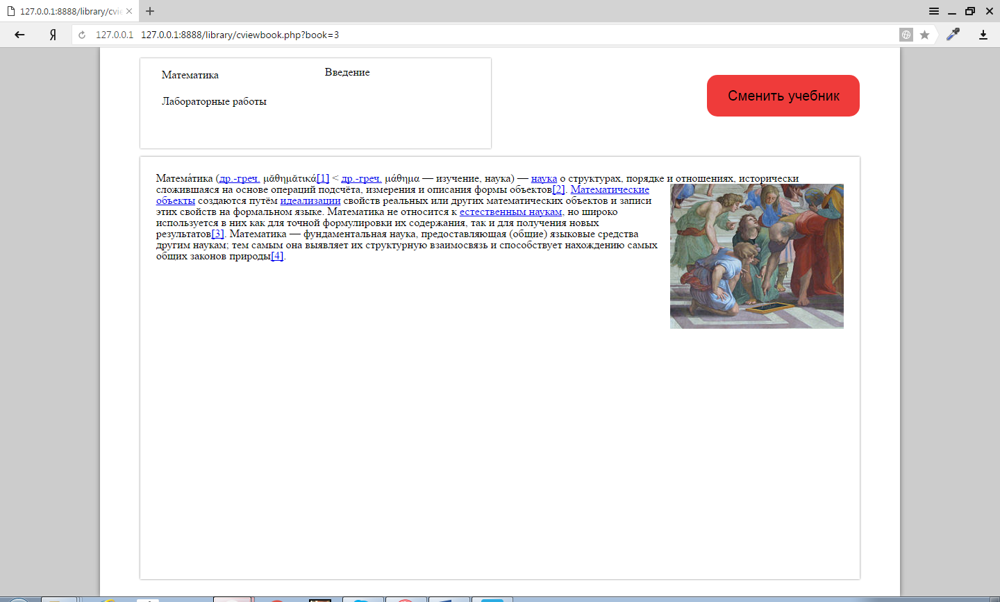 127.0.0.1:8888/library/cvie
Я
127.0.0.1 127.0.0.1:8888/library/cviewbook.php?book=3
Математика
Введение
Лабораторные работы
Сменить учебник
Матема́тика (др.-греч. μᾰθημᾰτικά[1] < др.-греч. μάθημα — изучение, наука) — наука о структурах, порядке и отношениях, исторически
сложившаяся на основе операций подсчёта, измерения и описания формы объектов[2]. Математические
объекты создаются путём идеализации свойств реальных или других математических объектов и записи
этих свойств на формальном языке. Математика не относится к естественным наукам, но широко
используется в них как для точной формулировки их содержания, так и для получения новых
результатов[3]. Математика — фундаментальная наука, предоставляющая (общие) языковые средства
другим наукам; тем самым она выявляет их структурную взаимосвязь и способствует нахождению самых
общих законов природы[4].